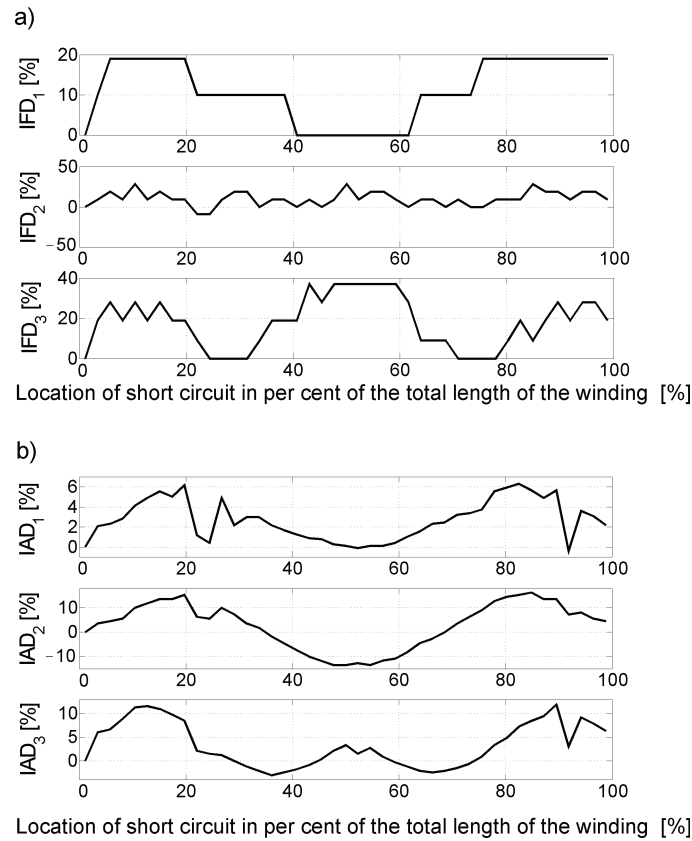 a)
IFD1 [%]
20
10
0
0 20 40 60 80 100
IFD2 [%]
50
0
−50
0 20 40 60 80 100
IFD3 [%]
40
20
0
0 20 40 60 80 100
Location of short circuit in per cent of the total length of the winding [%]
b)
IAD1 [%]
6
4
2
0
0 20 40 60 80 100
IAD2 [%]
10
0
−10
0 20 40 60 80 100
IAD3 [%]
10
5
0
0 20 40 60 80 100
Location of short circuit in per cent of the total length of the winding [%]